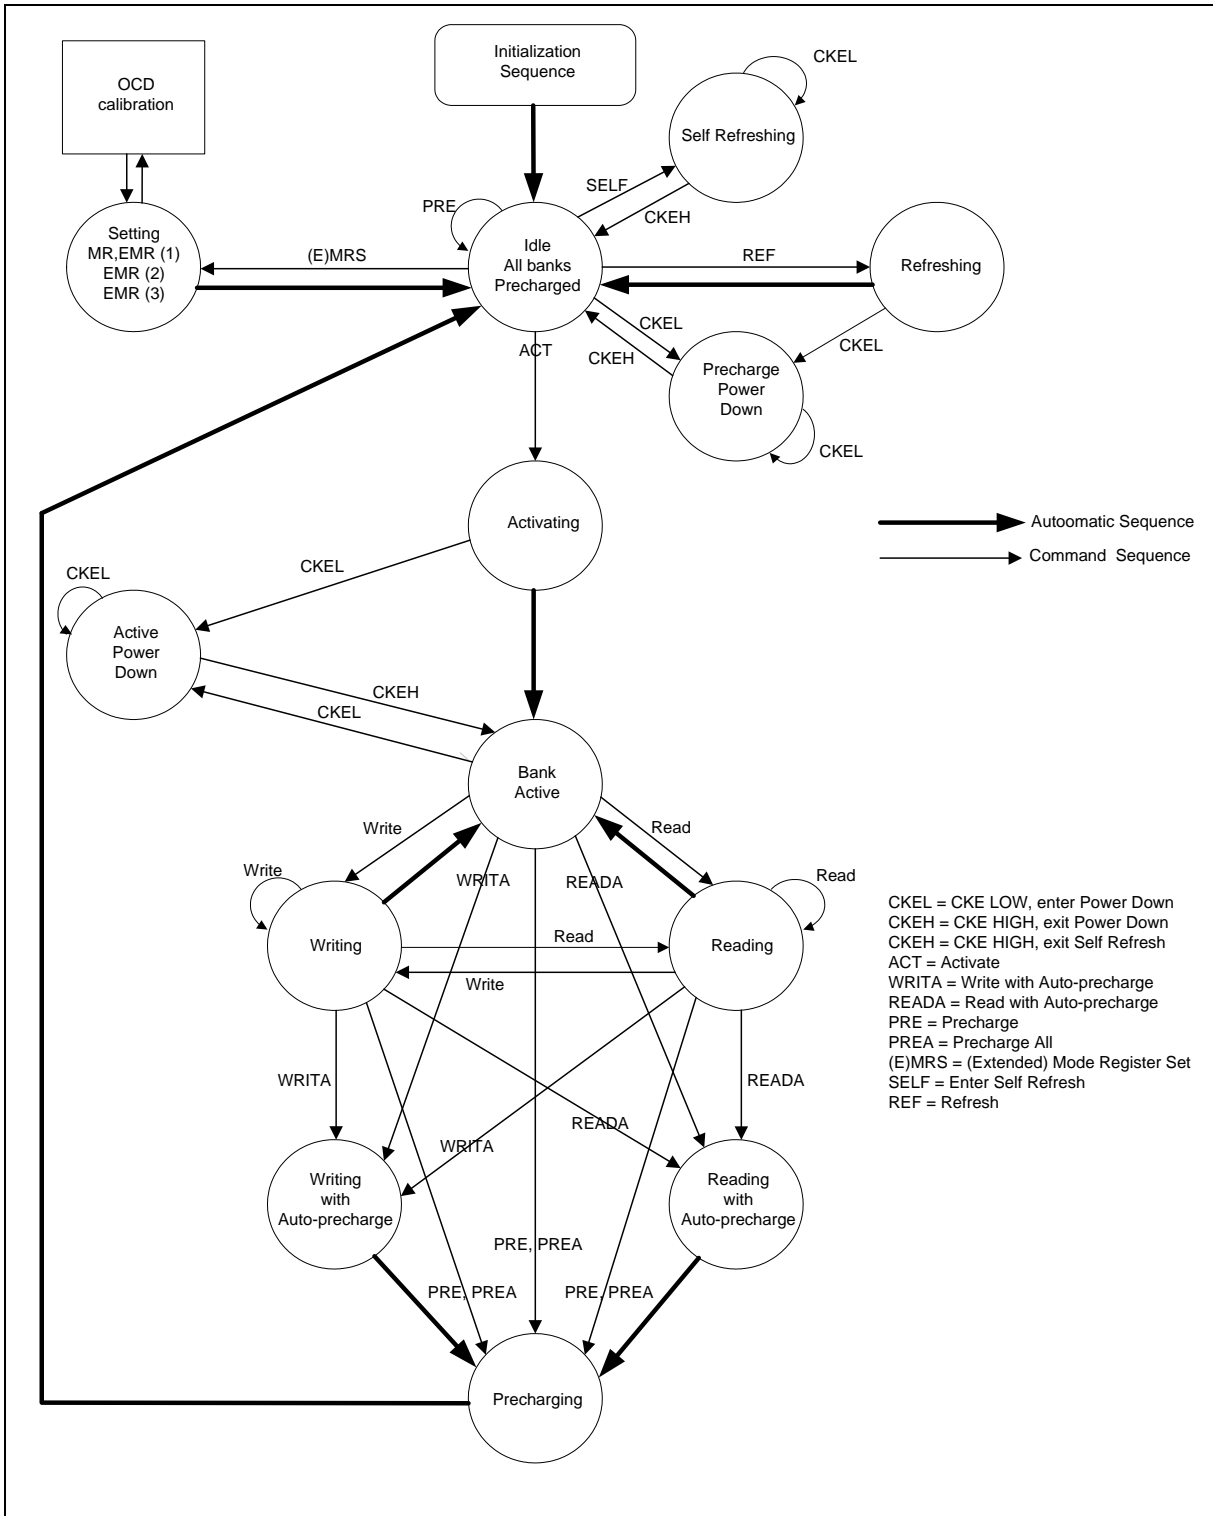 Initialization
Sequence
OCD
calibration
CKEL
Self Refreshing
SELF
CKEH
PRE
Setting
MR,EMR (1)
EMR (2)
EMR (3)
(E)MRS
Idle
All banks
Precharged
REF
Refreshing
CKEL
CKEH
CKEL
ACT
Precharge
Power
Down
CKEL
Activating
Autoomatic Sequence
Command Sequence
CKEL
CKEL
Active
Power
Down
CKEH
CKEL
Bank
Active
Write
Read
Write
WRITA
READA
Read
Writing
Read
Reading
Write
CKEL = CKE LOW, enter Power Down
CKEH = CKE HIGH, exit Power Down
CKEH = CKE HIGH, exit Self Refresh
ACT = Activate
WRITA = Write with Auto-precharge
READA = Read with Auto-precharge
PRE = Precharge
PREA = Precharge All
(E)MRS = (Extended) Mode Register Set
SELF = Enter Self Refresh
REF = Refresh
WRITA
READA
WRITA
READA
Writing
with
Auto-precharge
Reading
with
Auto-precharge
PRE, PREA
PRE, PREA
PRE, PREA
Precharging